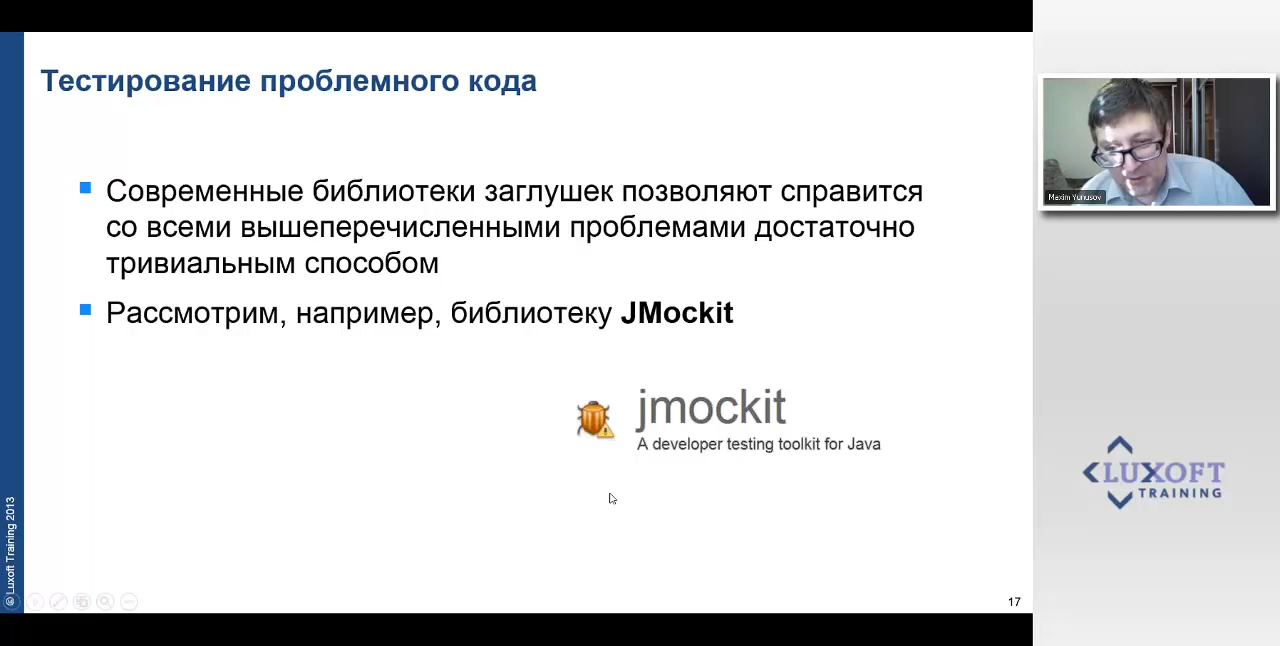 Тестирование проблемного кода
Современные библиотеки заглушек позволяют справится
со всеми вышеперечисленными проблемами достаточно
тривиальным способом
Рассмотрим, например, библиотеку JMockit
jmockit
A developer testing toolkit for Java
© Luxoft Training 2013
17
Maxim Yunusov
LUXOFT
TRAINING